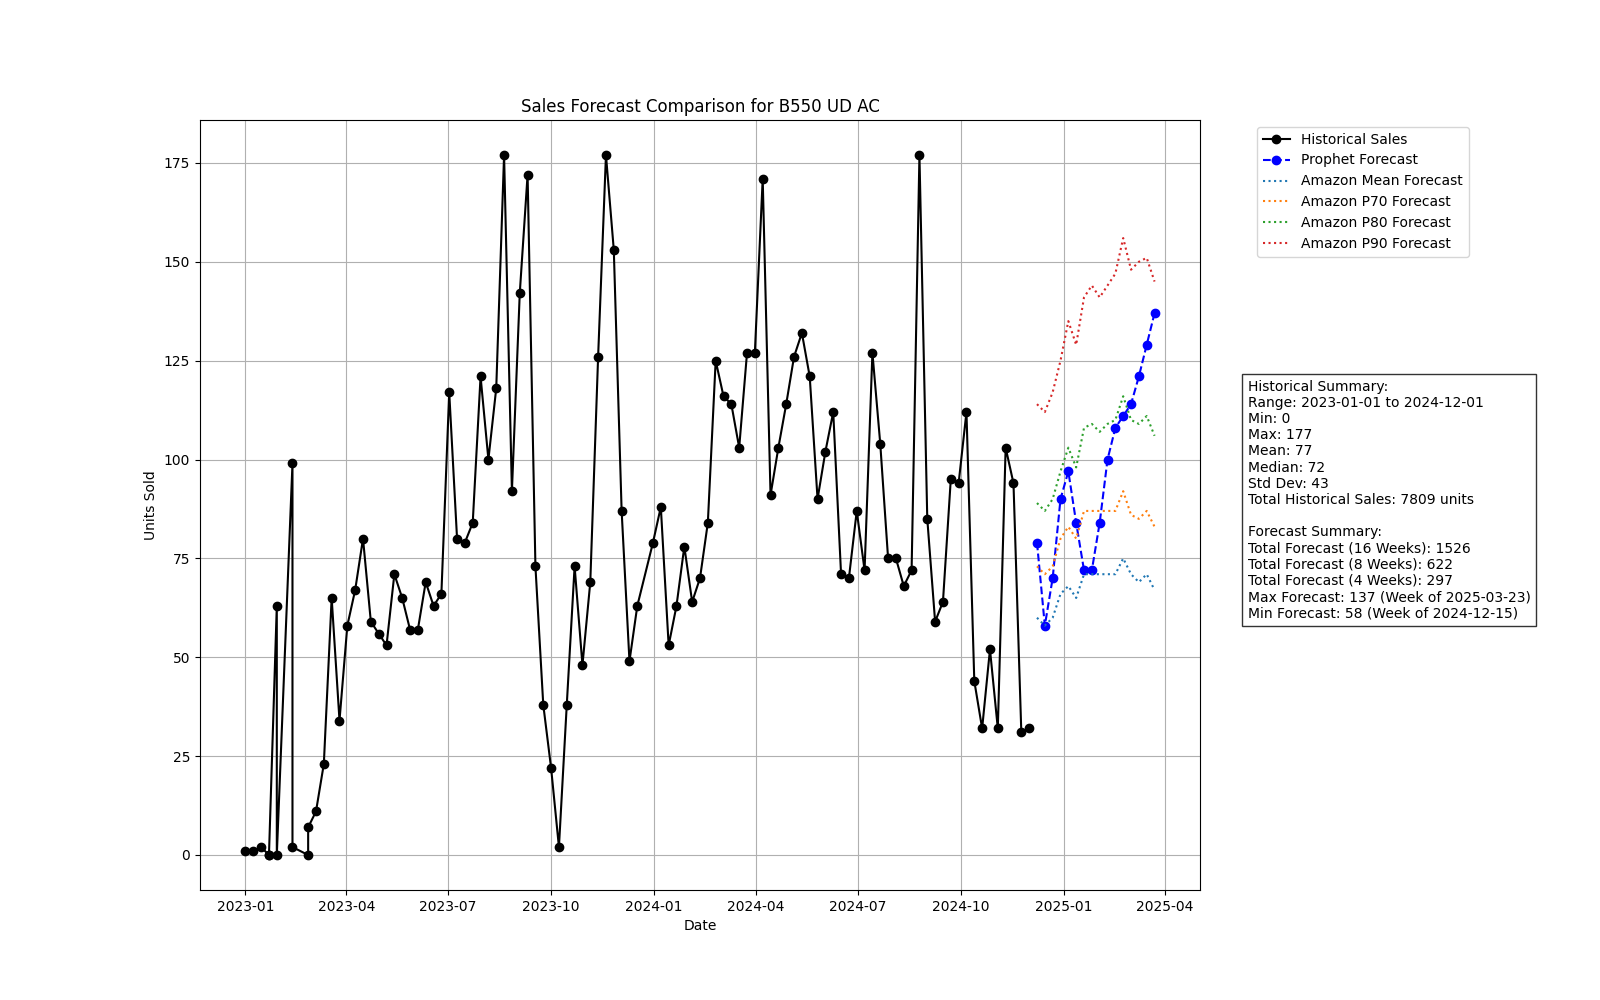 Sales Forecast Comparison for B550 UD AC
Historical Sales
Prophet Forecast
Amazon Mean Forecast
Amazon P70 Forecast
Amazon P80 Forecast
Amazon P90 Forecast
175
150
125
100
75
50
25
0
Units Sold
2023-01
2023-04
2023-07
2023-10
2024-01
2024-04
2024-07
2024-10
2025-01
2025-04
Date
Historical Summary:
Range: 2023-01-01 to 2024-12-01
Min: 0
Max: 177
Mean: 77
Median: 72
Std Dev: 43
Total Historical Sales: 7809 units
Forecast Summary:
Total Forecast (16 Weeks): 1526
Total Forecast (8 Weeks): 622
Total Forecast (4 Weeks): 297
Max Forecast: 137 (Week of 2025-03-23)
Min Forecast: 58 (Week of 2024-12-15)